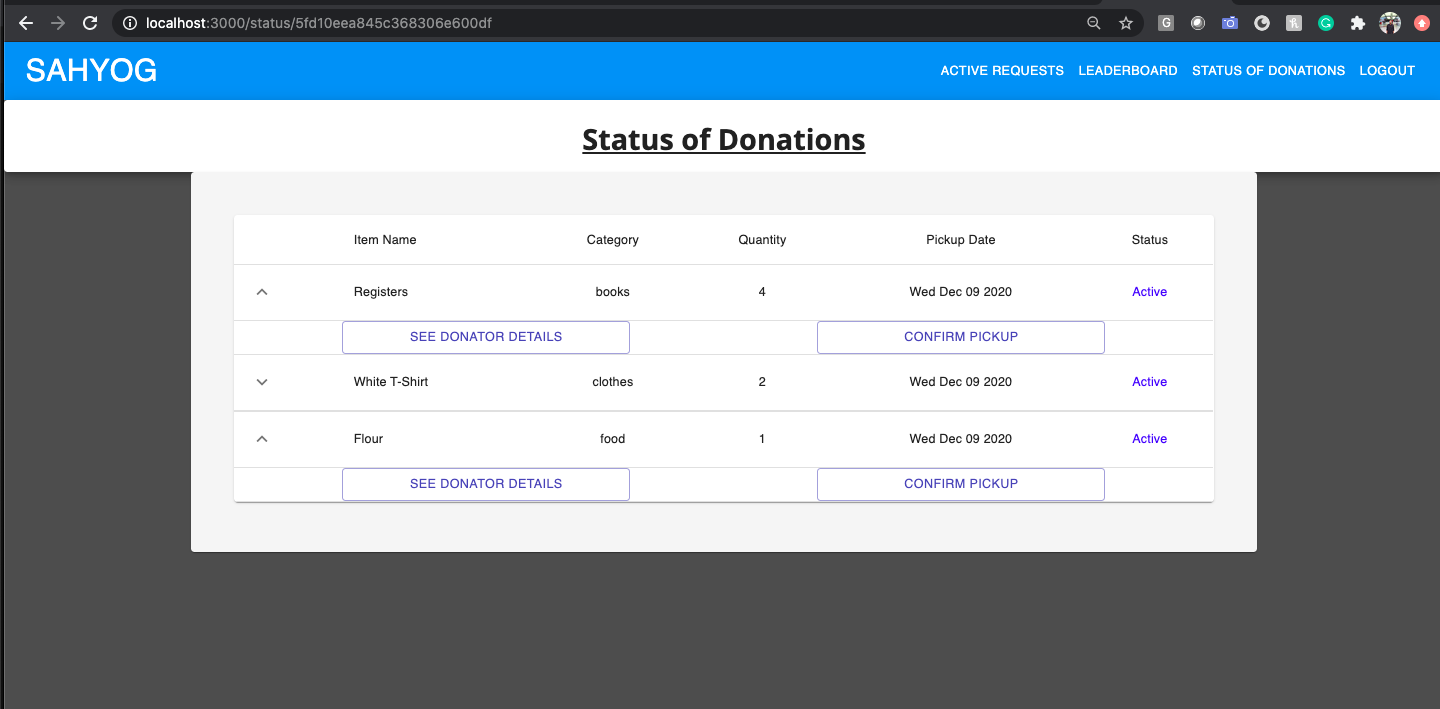 localhost:3000/status/5fd10eea845c368306e600df
SAHYOG
ACTIVE REQUESTS LEADERBOARD STATUS OF DONATIONS LOGOUT
Status of Donations
Item Name Category Quantity Pickup Date Status
Registers books 4 Wed Dec 09 2020 Active
SEE DONATOR DETAILS CONFIRM PICKUP
White T-Shirt clothes 2 Wed Dec 09 2020 Active
Flour food 1 Wed Dec 09 2020 Active
SEE DONATOR DETAILS CONFIRM PICKUP